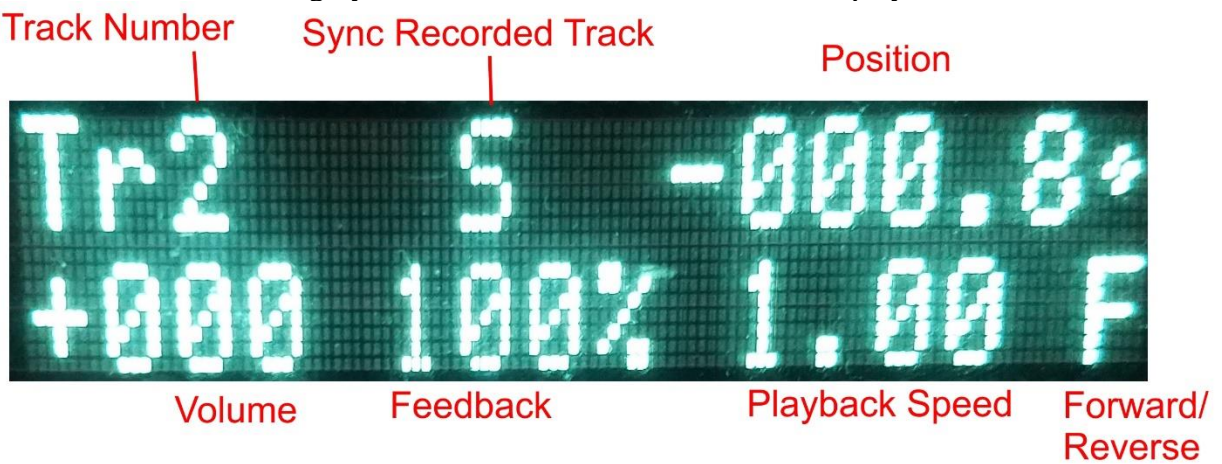 Track Number
Sync Recorded Track
Position
Tr2 S -000.8
+000 100% 1.00 F
Volume
Feedback
Playback Speed
Forward/
Reverse